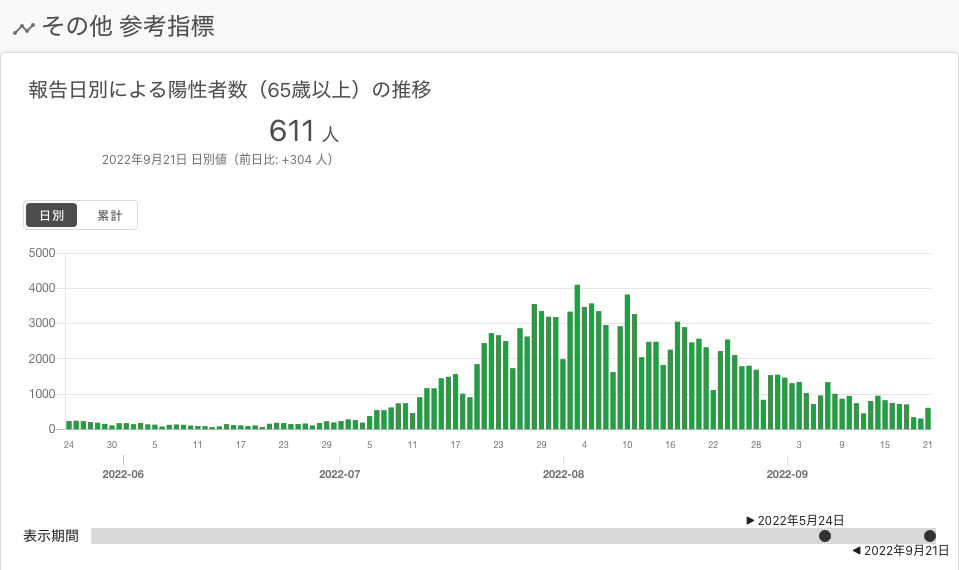 その他 参考指標
報告日別による陽性者数（65歳以上）の推移
611 人
2022年9月21日 日別値（前日比: +304 人）
日別 累計
5000
4000
3000
2000
1000
0
24 30 5 11 17 23 29 5 11 17 23 29 4 10 16 22 28 3 9 15 21
2022-06 2022-07 2022-08 2022-09
▶ 2022年5月24日
表示期間
◀ 2022年9月21日